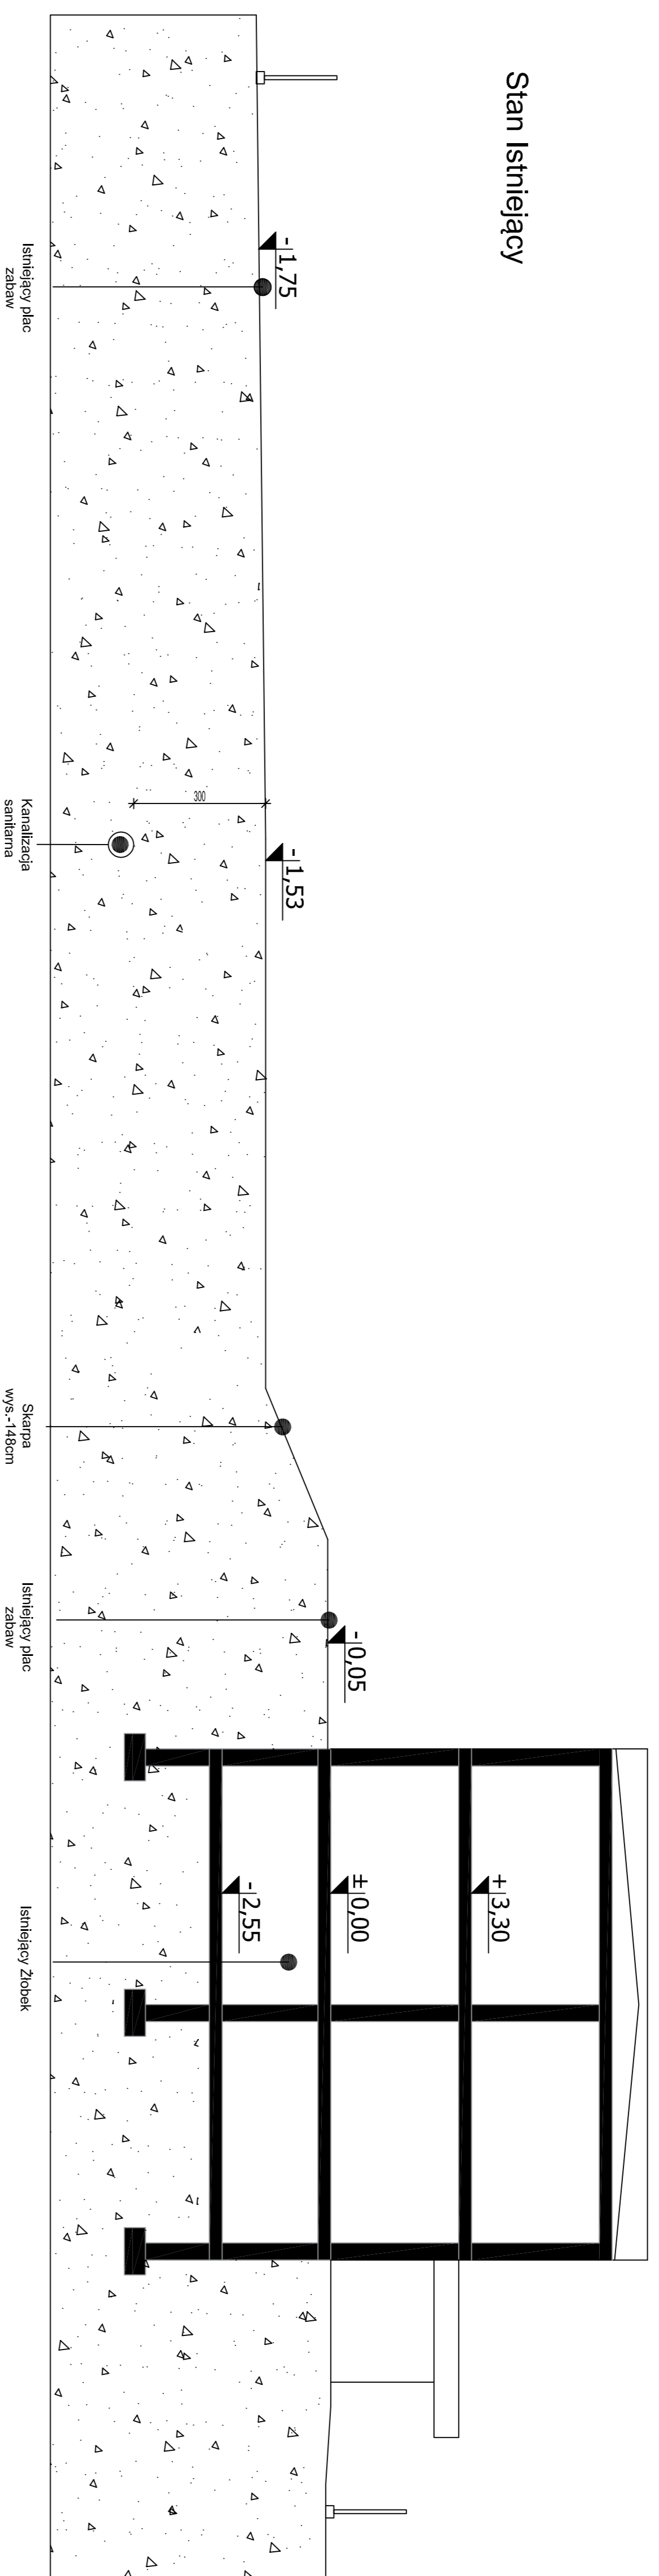 Stan Istniejący
-1,75
-1,53
-0,05
+3,30
±0,00
-2,55
300
Istniejący plac
zabaw
Kanalizacja
sanitarna
Skarpa
wys.-148cm
Istniejący plac
zabaw
Istniejący Żłobek